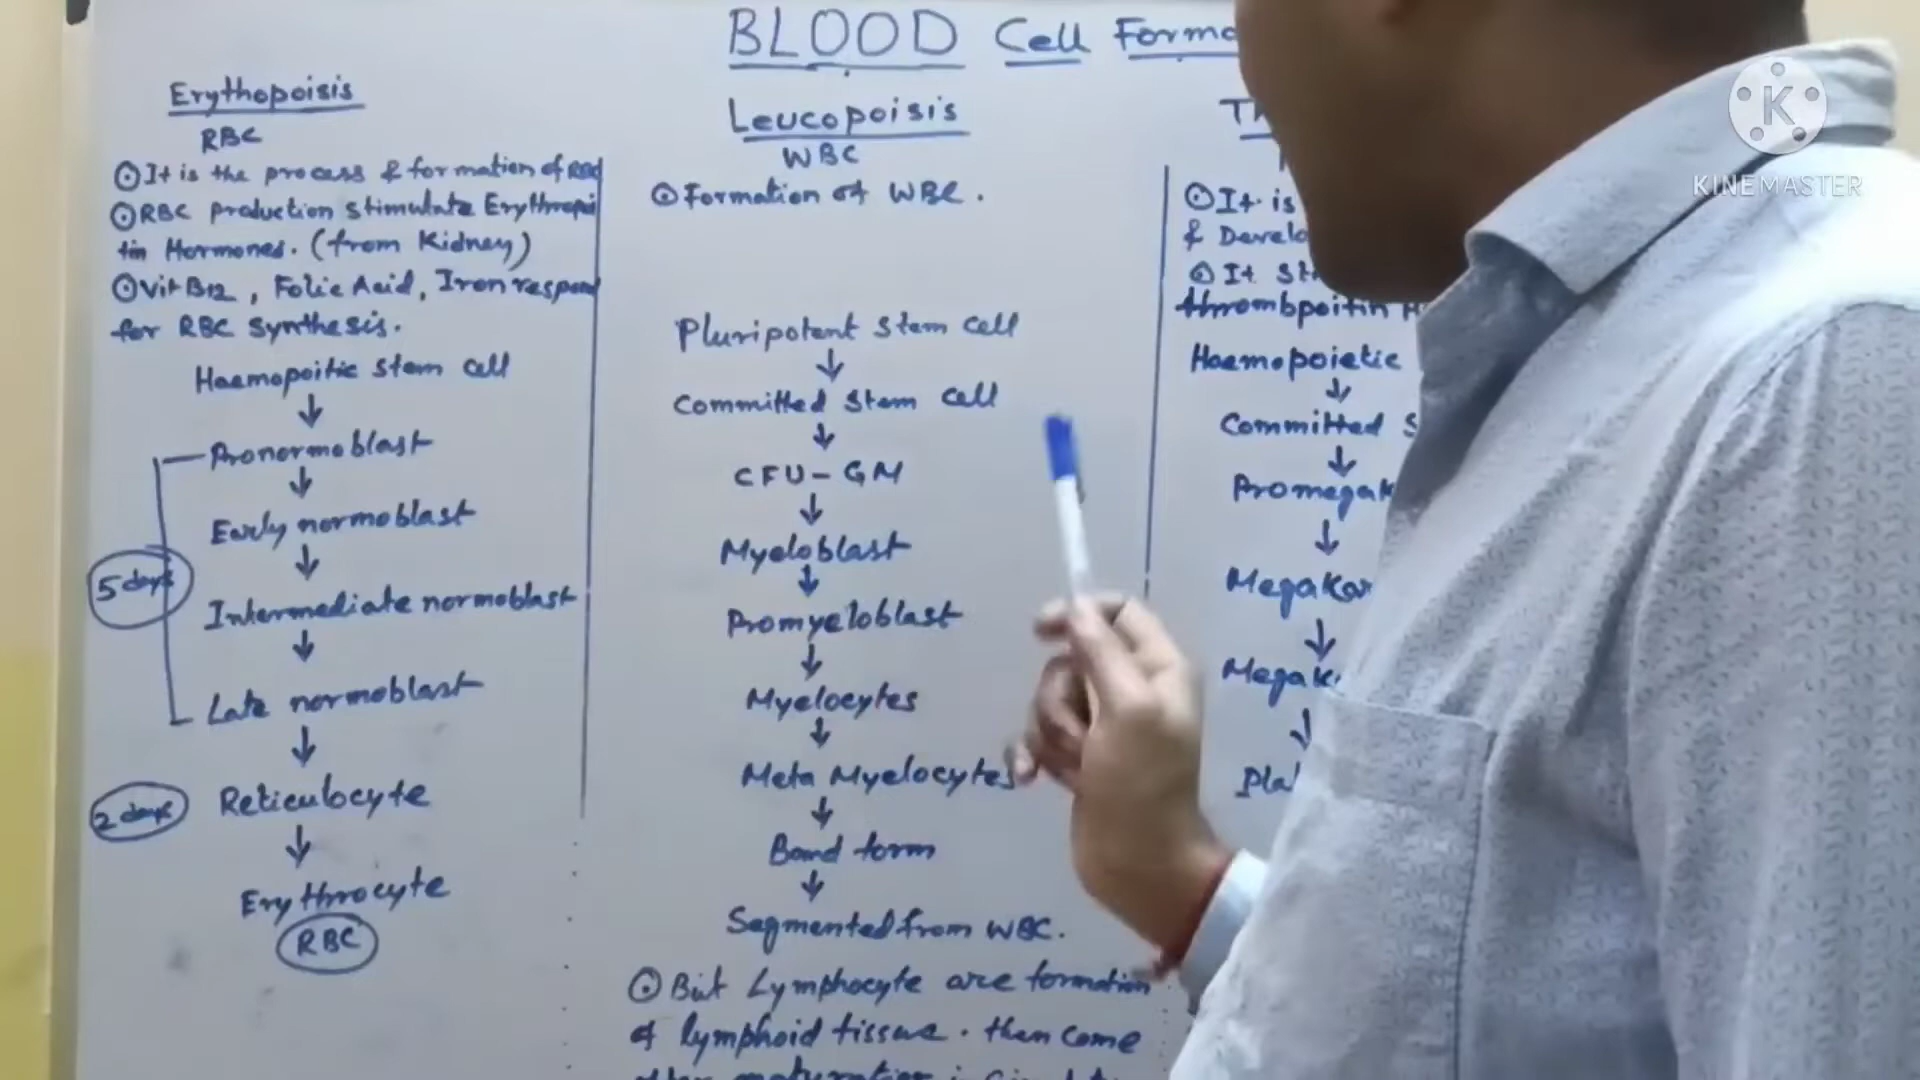 BLOOD Cell Forma
Erythopoisis
RBC
⊙ It is the process & formation of RBC
⊙ RBC production stimulate Erythropoi
tin Hormones. (from Kidney)
⊙ Vit B12, Folic Acid, Iron respond
for RBC Synthesis.
Haemopoitic Stem cell
↓
Pronormoblast
↓
Early normoblast
↓
5 days
Intermediate normoblast
↓
Late normoblast
↓
2 days
Reticulocyte
↓
Erythrocyte
RBC
Leucopoisis
WBC
⊙ Formation of WBC.
Pluripotent Stem cell
↓
Committed Stem cell
↓
CFU - GM
↓
Myeloblast
↓
Promyeloblast
↓
Myelocytes
↓
Meta Myelocytes
↓
Band form
↓
Segmented from WBC.
⊙ But Lymphocyte are formation
of lymphoid tissue. then come
maturation
⊙ It is
& Develo
⊙ It St
thrombpoitin H
Haemopoietic
↓
Committed S
↓
Promegak
↓
Megakar
↓
Megak
↓
Pla
K
KINEMASTER